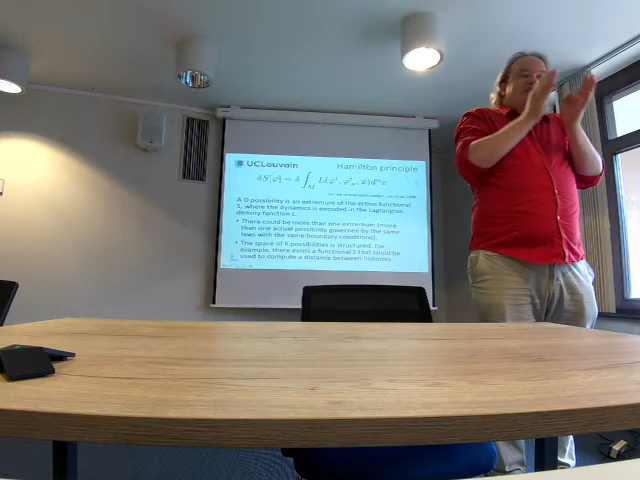 UCLouvain
Hamilton principle
δS[φ] = δ ∫_M L(φ^i, φ^i_{,μ}, x) d^n x
A D possibility is an extremum of the action functional
S, where the dynamics is encoded in the Lagrangian
density function L.
• There could be more than one extremum (more
than one actual possibility governed by the same
laws with the same boundary conditions).
• The space of K possibilities is structured. For
example, there exists a functional S that could be
used to compute a distance between histories.